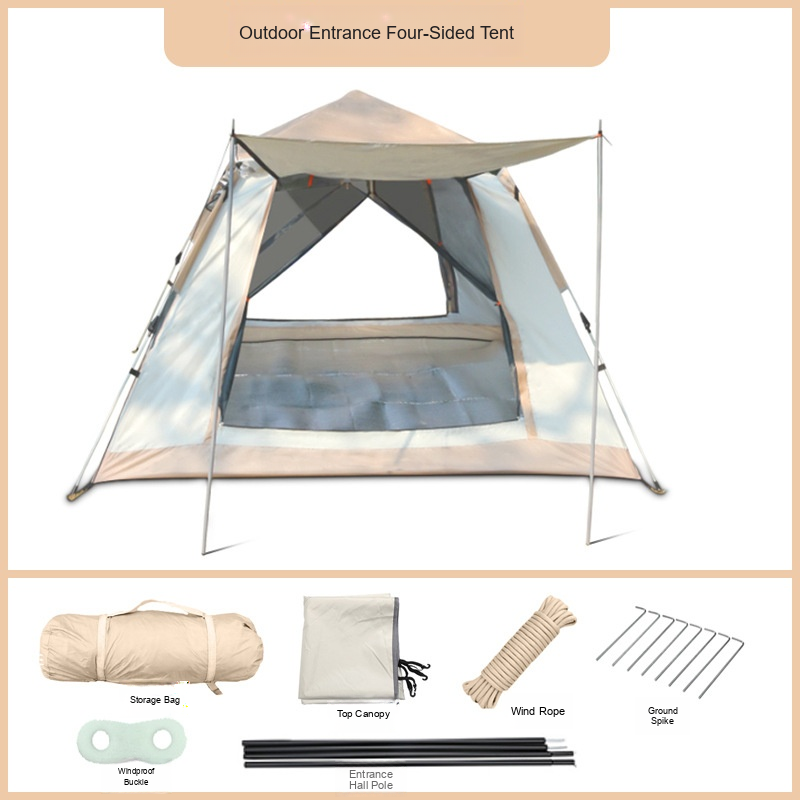 Outdoor Entrance Four-Sided Tent
Storage Bag
Top Canopy
Wind Rope
Ground
Spike
Windproof
Buckle
Entrance
Hall Pole